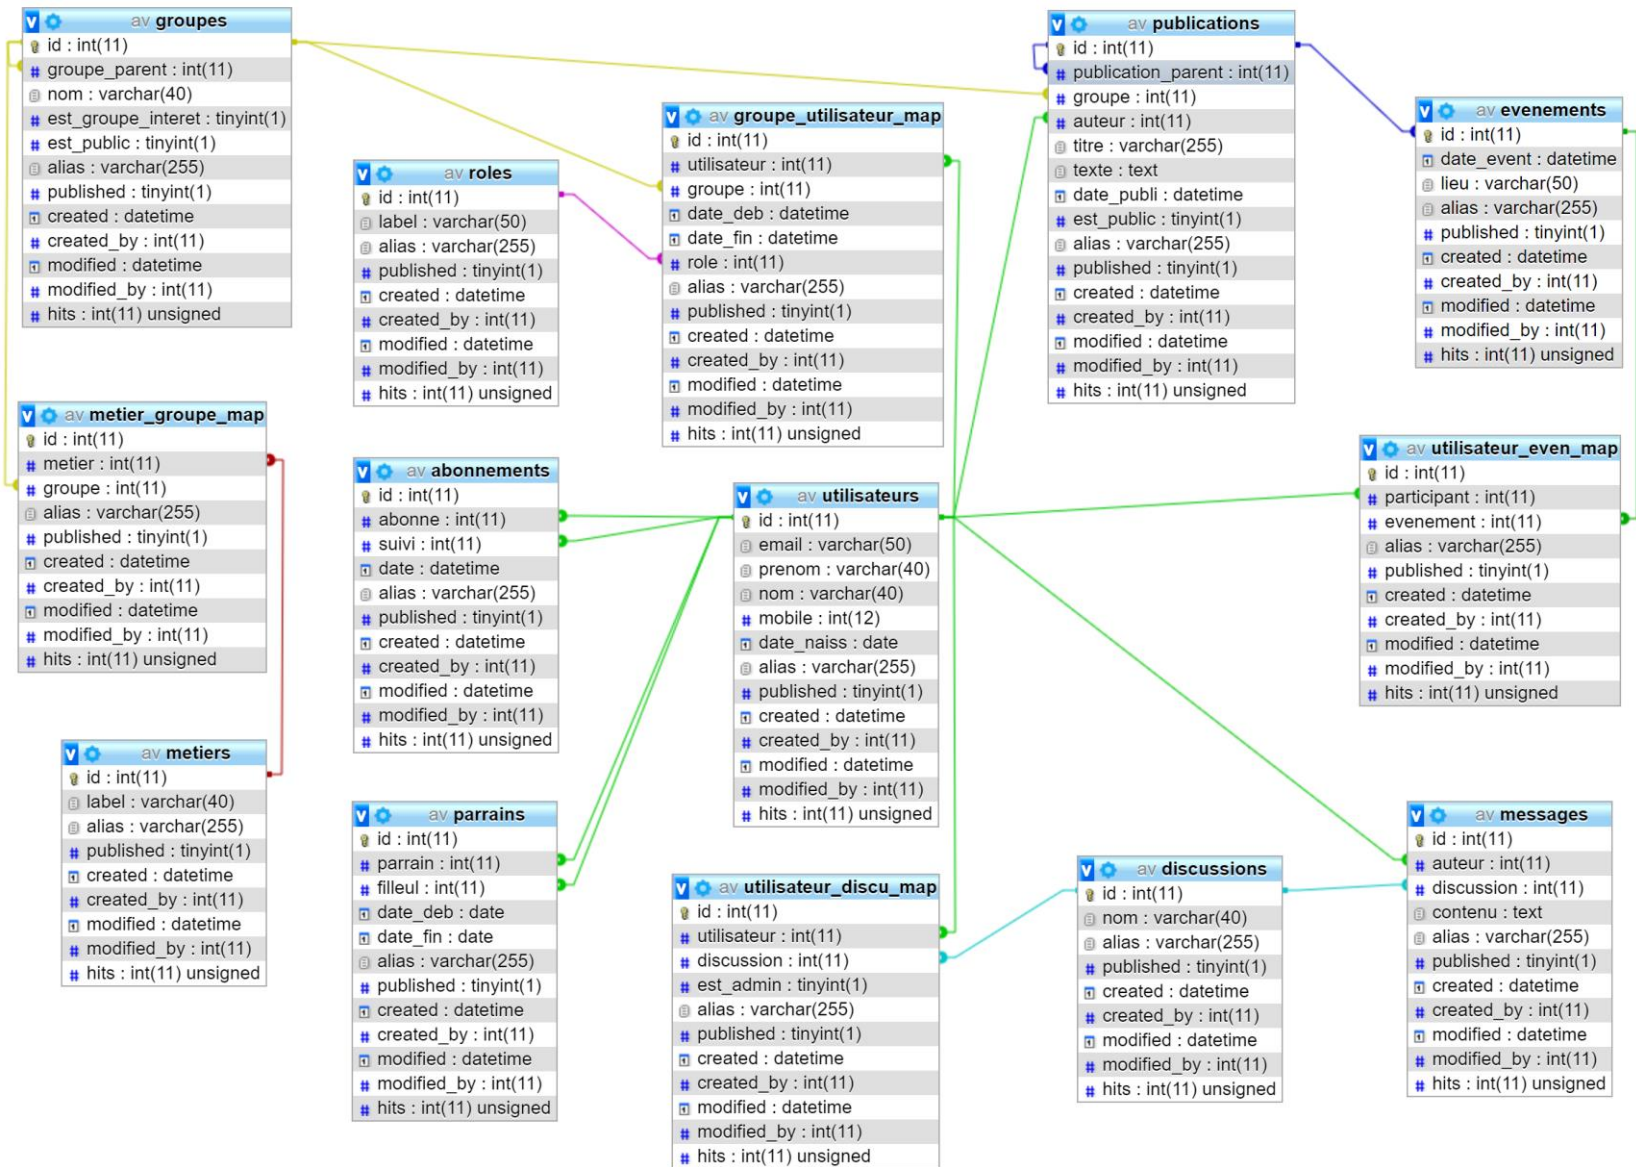 av groupes
id : int(11)
groupe_parent : int(11)
nom : varchar(40)
est_groupe_interet : tinyint(1)
est_public : tinyint(1)
alias : varchar(255)
published : tinyint(1)
created : datetime
created_by : int(11)
modified : datetime
modified_by : int(11)
hits : int(11) unsigned
av roles
id : int(11)
label : varchar(50)
alias : varchar(255)
published : tinyint(1)
created : datetime
created_by : int(11)
modified : datetime
modified_by : int(11)
hits : int(11) unsigned
av groupe_utilisateur_map
id : int(11)
utilisateur : int(11)
groupe : int(11)
date_deb : datetime
date_fin : datetime
role : int(11)
alias : varchar(255)
published : tinyint(1)
created : datetime
created_by : int(11)
modified : datetime
modified_by : int(11)
hits : int(11) unsigned
av publications
id : int(11)
publication_parent : int(11)
groupe : int(11)
auteur : int(11)
titre : varchar(255)
texte : text
date_publi : datetime
est_public : tinyint(1)
alias : varchar(255)
published : tinyint(1)
created : datetime
created_by : int(11)
modified : datetime
modified_by : int(11)
hits : int(11) unsigned
av evenements
id : int(11)
date_event : datetime
lieu : varchar(50)
alias : varchar(255)
published : tinyint(1)
created : datetime
created_by : int(11)
modified : datetime
modified_by : int(11)
hits : int(11) unsigned
av metier_groupe_map
id : int(11)
metier : int(11)
groupe : int(11)
alias : varchar(255)
published : tinyint(1)
created : datetime
created_by : int(11)
modified : datetime
modified_by : int(11)
hits : int(11) unsigned
av abonnements
id : int(11)
abonne : int(11)
suivi : int(11)
date : datetime
alias : varchar(255)
published : tinyint(1)
created : datetime
created_by : int(11)
modified : datetime
modified_by : int(11)
hits : int(11) unsigned
av utilisateurs
id : int(11)
email : varchar(50)
prenom : varchar(40)
nom : varchar(40)
mobile : int(12)
date_naiss : date
alias : varchar(255)
published : tinyint(1)
created : datetime
created_by : int(11)
modified : datetime
modified_by : int(11)
hits : int(11) unsigned
av utilisateur_even_map
id : int(11)
participant : int(11)
evenement : int(11)
alias : varchar(255)
published : tinyint(1)
created : datetime
created_by : int(11)
modified : datetime
modified_by : int(11)
hits : int(11) unsigned
av metiers
id : int(11)
label : varchar(40)
alias : varchar(255)
published : tinyint(1)
created : datetime
created_by : int(11)
modified : datetime
modified_by : int(11)
hits : int(11) unsigned
av parrains
id : int(11)
parrain : int(11)
filleul : int(11)
date_deb : date
date_fin : date
alias : varchar(255)
published : tinyint(1)
created : datetime
created_by : int(11)
modified : datetime
modified_by : int(11)
hits : int(11) unsigned
av utilisateur_discu_map
id : int(11)
utilisateur : int(11)
discussion : int(11)
est_admin : tinyint(1)
alias : varchar(255)
published : tinyint(1)
created : datetime
created_by : int(11)
modified : datetime
modified_by : int(11)
hits : int(11) unsigned
av discussions
id : int(11)
nom : varchar(40)
alias : varchar(255)
published : tinyint(1)
created : datetime
created_by : int(11)
modified : datetime
modified_by : int(11)
hits : int(11) unsigned
av messages
id : int(11)
auteur : int(11)
discussion : int(11)
contenu : text
alias : varchar(255)
published : tinyint(1)
created : datetime
created_by : int(11)
modified : datetime
modified_by : int(11)
hits : int(11) unsigned